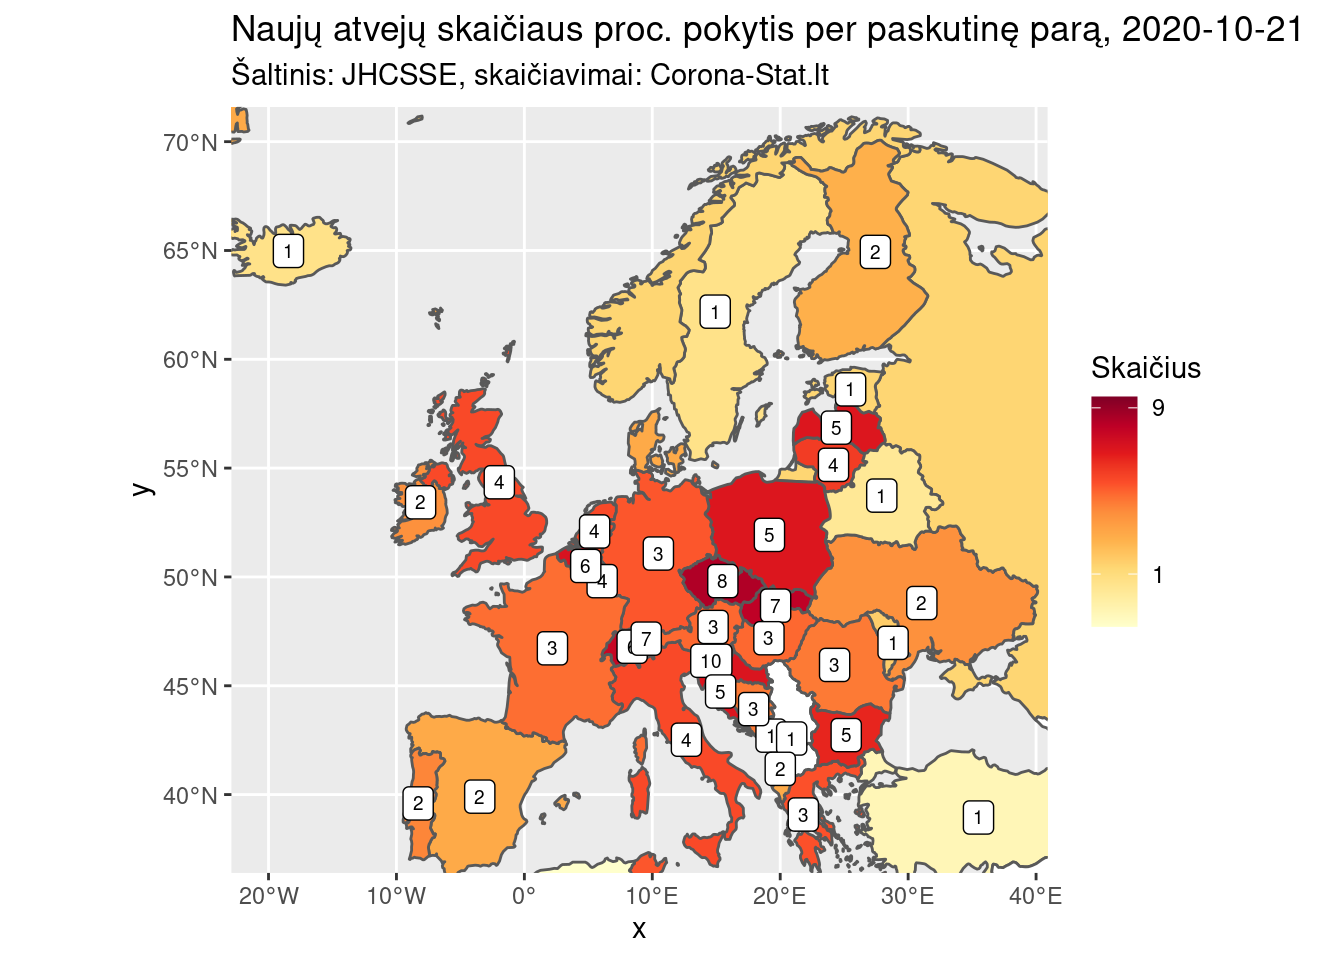 Naujų atvejų skaičiaus proc. pokytis per paskutinę parą, 2020-10-21
Šaltinis: JHCSSE, skaičiavimai: Corona-Stat.lt
70°N
65°N
60°N
55°N
50°N
45°N
40°N
y
1
2
1
1
5
4
1
4
2
4
5
3
6
4
8
7
2
3
3
1
7
3
10
3
5
3
5
1
1
4
2
2
2
3
1
20°W
10°W
0°
10°E
20°E
30°E
40°E
x
Skaičius
9
1